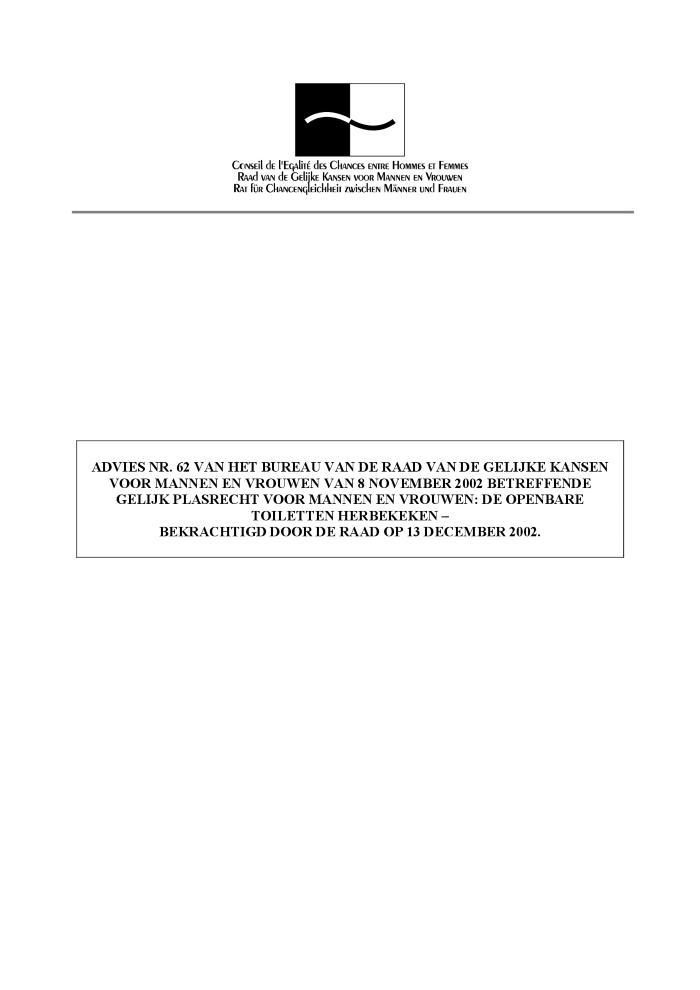 Conseil de l'Egalité des Chances entre Hommes et Femmes
Raad van de Gelijke Kansen voor Mannen en Vrouwen
Rat für Chancengleichheit zwischen Männer und Frauen
ADVIES NR. 62 VAN HET BUREAU VAN DE RAAD VAN DE GELIJKE KANSEN
VOOR MANNEN EN VROUWEN VAN 8 NOVEMBER 2002 BETREFFENDE
GELIJK PLASRECHT VOOR MANNEN EN VROUWEN: DE OPENBARE
TOILETTEN HERBEKEKEN –
BEKRACHTIGD DOOR DE RAAD OP 13 DECEMBER 2002.